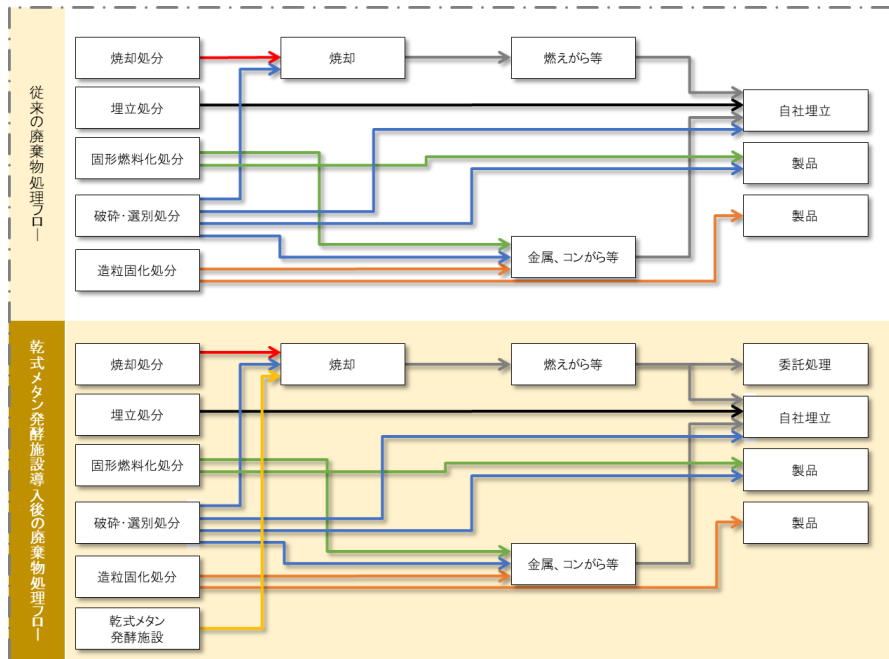 従来の廃棄物処理フロー
焼却処分
焼却
燃えがら等
埋立処分
自社埋立
固形燃料化処分
製品
破砕・選別処分
製品
造粒固化処分
金属、コンがら等
乾式メタン発酵施設導入後の廃棄物処理フロー
焼却処分
焼却
燃えがら等
委託処理
埋立処分
自社埋立
固形燃料化処分
製品
破砕・選別処分
製品
造粒固化処分
金属、コンがら等
乾式メタン
発酵施設